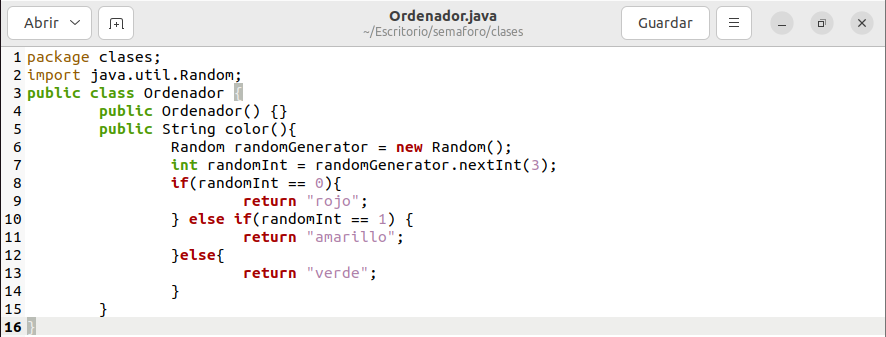 Abrir
Ordenador.java
~/Escritorio/semaforo/clases
Guardar
1 package clases;
2 import java.util.Random;
3 public class Ordenador {
4         public Ordenador() {}
5         public String color(){
6                 Random randomGenerator = new Random();
7                 int randomInt = randomGenerator.nextInt(3);
8                 if(randomInt == 0){
9                         return "rojo";
10                 } else if(randomInt == 1) {
11                         return "amarillo";
12                 }else{
13                         return "verde";
14                 }
15         }
16 }